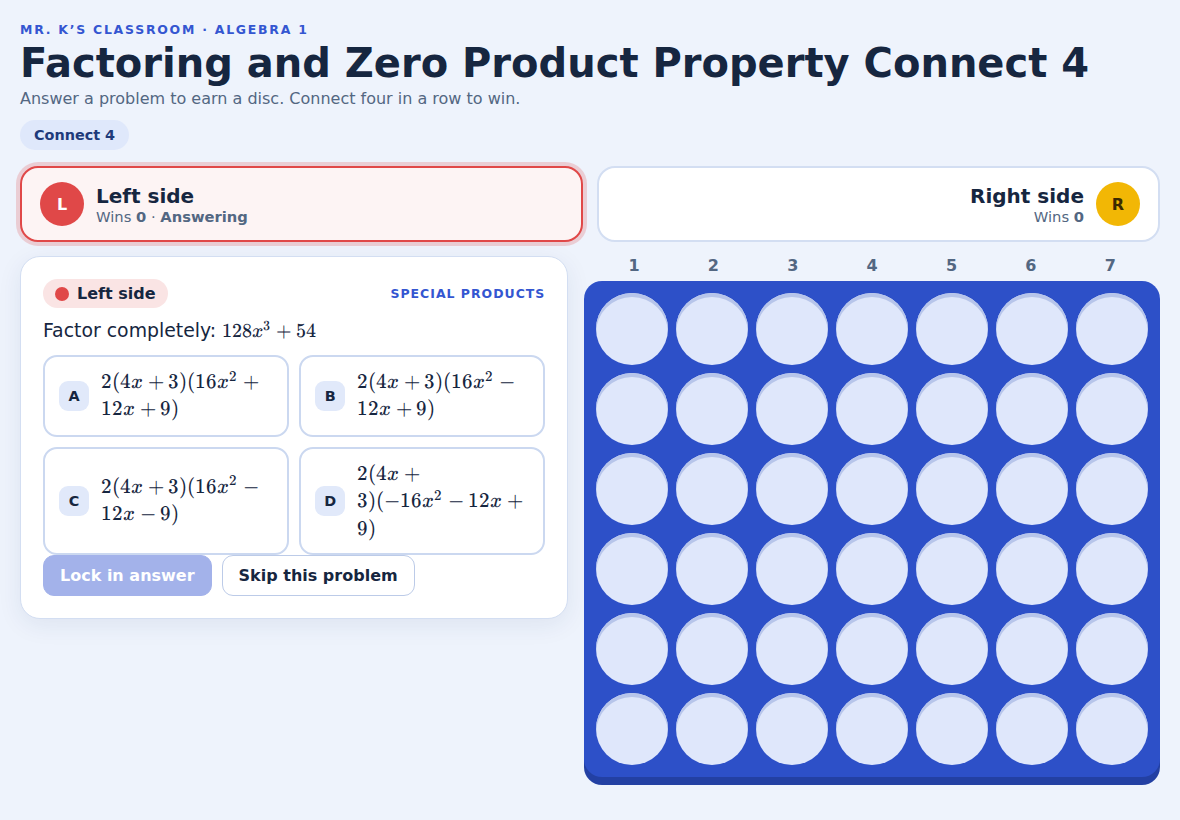 MR. K’S CLASSROOM · ALGEBRA 1
Factoring and Zero Product Property Connect 4
Answer a problem to earn a disc. Connect four in a row to win.
Connect 4
L
Left side
Wins 0 · Answering
Right side
Wins 0
R
Left side
SPECIAL PRODUCTS
Factor completely: 128x³ + 54
A
2(4x + 3)(16x² +
12x + 9)
B
2(4x + 3)(16x² −
12x + 9)
C
2(4x + 3)(16x² −
12x − 9)
D
2(4x +
3)(−16x² − 12x +
9)
Lock in answer
Skip this problem
1 2 3 4 5 6 7